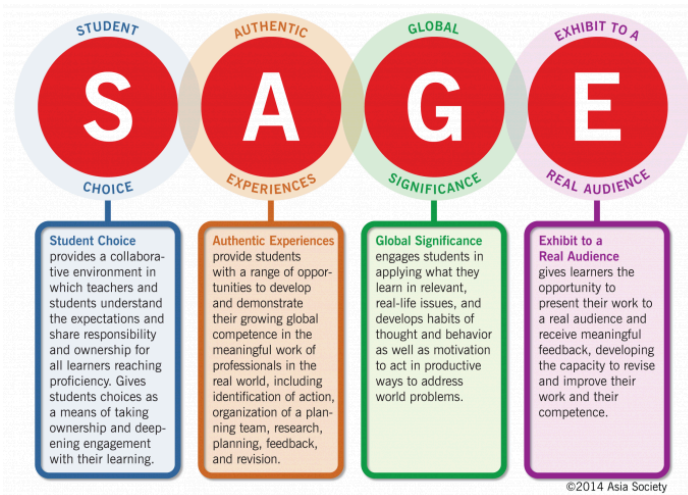 STUDENT
S
CHOICE
AUTHENTIC
A
EXPERIENCES
GLOBAL
G
SIGNIFICANCE
EXHIBIT TO A
E
REAL AUDIENCE
Student Choice
provides a collabora-
tive environment in
which teachers and
students understand
the expectations and
share responsibility
and ownership for
all learners reaching
proficiency. Gives
students choices as
a means of taking
ownership and deep-
ening engagement
with their learning.
Authentic Experiences
provide students
with a range of oppor-
tunities to develop
and demonstrate
their growing global
competence in the
meaningful work of
professionals in the
real world, including
identification of action,
organization of a plan-
ning team, research,
planning, feedback,
and revision.
Global Significance
engages students in
applying what they
learn in relevant,
real-life issues, and
develops habits of
thought and behavior
as well as motivation
to act in productive
ways to address
world problems.
Exhibit to a
Real Audience
gives learners the
opportunity to
present their work to
a real audience and
receive meaningful
feedback, developing
the capacity to revise
and improve their
work and their
competence.
©2014 Asia Society